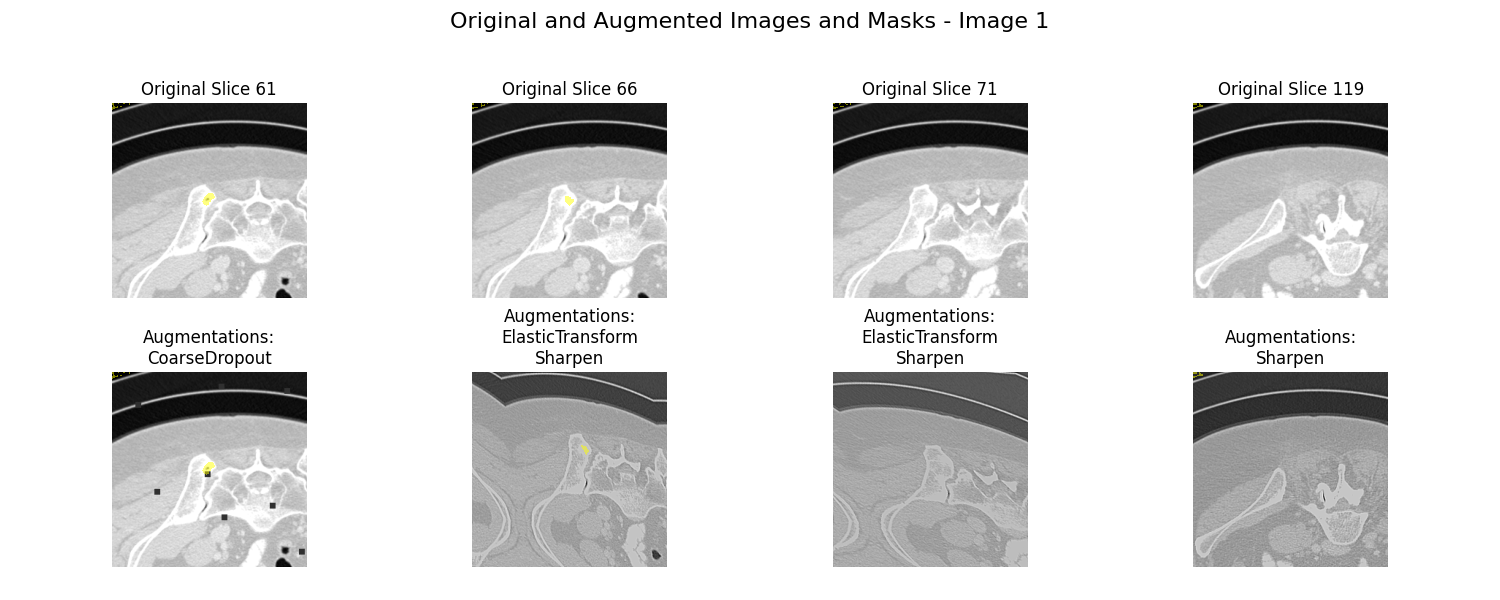 Original and Augmented Images and Masks - Image 1
Original Slice 61
Original Slice 66
Original Slice 71
Original Slice 119
Augmentations:
CoarseDropout
Augmentations:
ElasticTransform
Sharpen
Augmentations:
ElasticTransform
Sharpen
Augmentations:
Sharpen